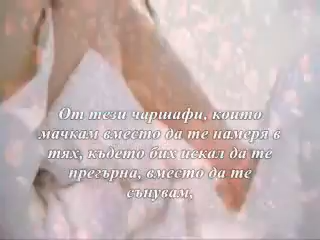 От тези чаршафи, които
мачкам вместо да те намеря в
тях, където бих искал да те
прегърна, вместо да те
сънувам,